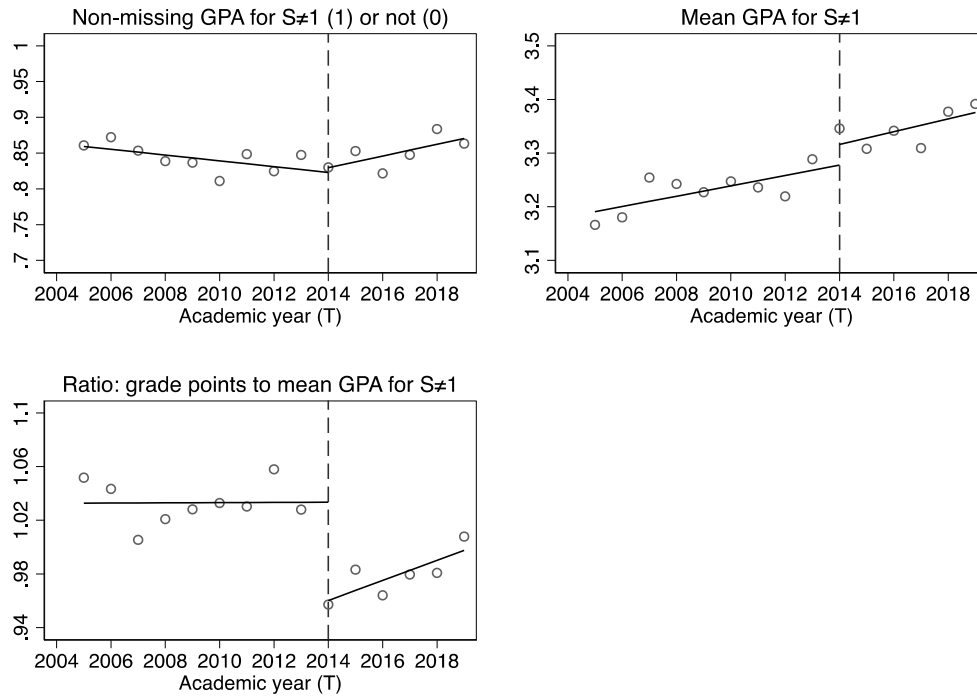 Non-missing GPA for S≠1 (1) or not (0)
1
.95
.9
.85
.8
.75
.7
2004 2006 2008 2010 2012 2014 2016 2018
Academic year (T)
Mean GPA for S≠1
3.5
3.4
3.3
3.2
3.1
2004 2006 2008 2010 2012 2014 2016 2018
Academic year (T)
Ratio: grade points to mean GPA for S≠1
1.1
1.06
1.02
.98
.94
2004 2006 2008 2010 2012 2014 2016 2018
Academic year (T)